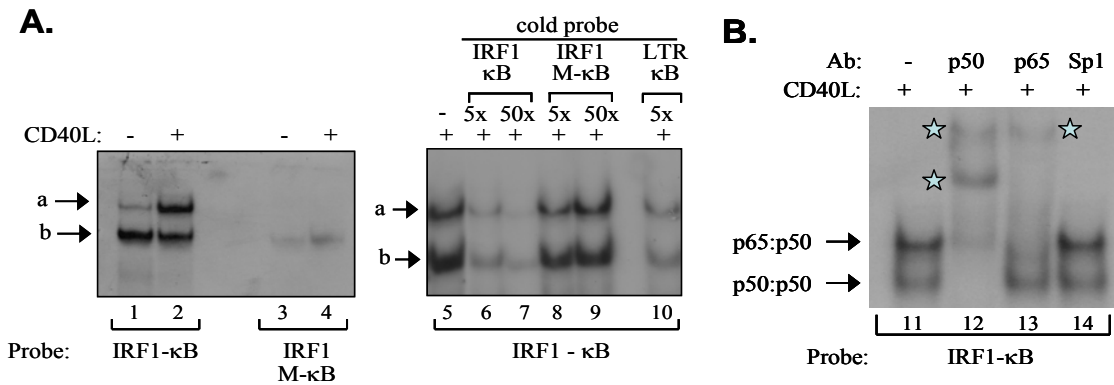 A.
cold probe
IRF1 κB IRF1 M-κB LTR κB
- 5x 50x 5x 50x 5x
+ + + + + +
CD40L: - + - +
a
b
a
b
1 2 3 4
5 6 7 8 9 10
Probe: IRF1-κB IRF1 M-κB
IRF1 - κB
B.
Ab: - p50 p65 Sp1
CD40L: + + + +
p65:p50
p50:p50
11 12 13 14
Probe: IRF1-κB